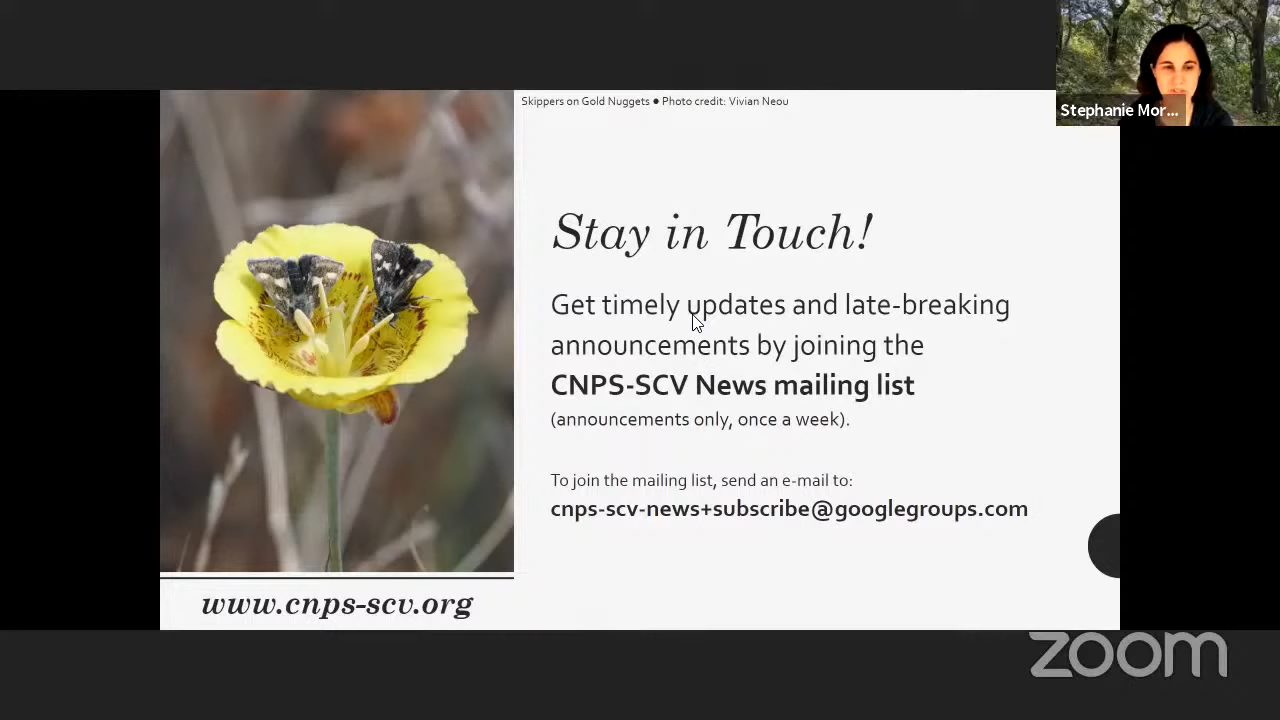 Skippers on Gold Nuggets ● Photo credit: Vivian Neou
Stephanie Mor...
Stay in Touch!
Get timely updates and late-breaking
announcements by joining the
CNPS-SCV News mailing list
(announcements only, once a week).
To join the mailing list, send an e-mail to:
cnps-scv-news+subscribe@googlegroups.com
www.cnps-scv.org
zoom